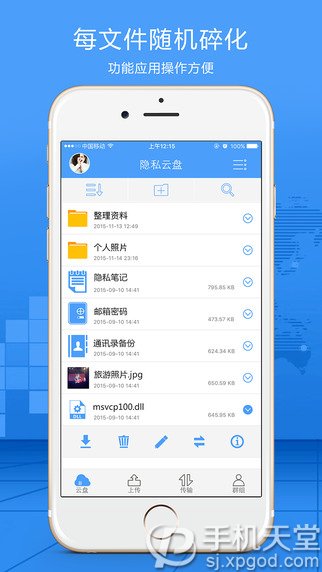 每文件随机碎化
功能应用操作方便
中国移动
上午12:15
隐私云盘
整理资料
2015-11-13 12:49
个人照片
2015-11-14 23:16
隐私笔记
2015-09-10 14:41
795.85 KB
邮箱密码
2015-09-10 14:41
473.57 KB
通讯录备份
2015-09-10 14:41
624.34 KB
旅游照片.jpg
2015-09-10 14:41
549.20 KB
msvcp100.dll
2015-09-10 14:41
645.95 KB
DLL
云盘
上传
传输
群组
手机天堂
sj.xpgod.com